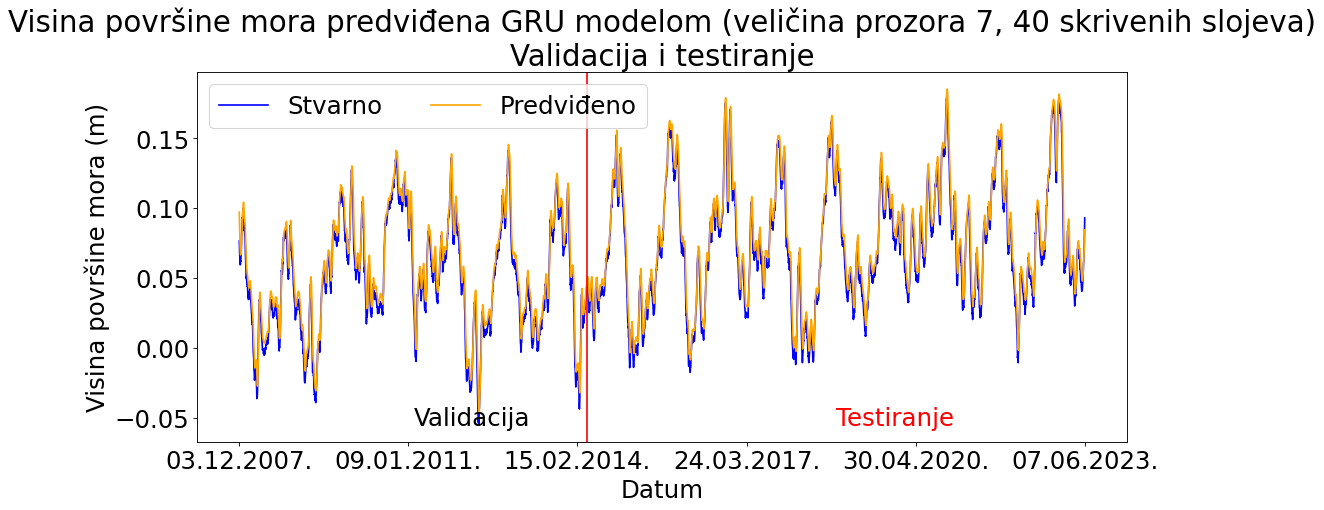 Visina površine mora predviđena GRU modelom (veličina prozora 7, 40 skrivenih slojeva)
Validacija i testiranje
Stvarno
Predviđeno
Visina površine mora (m)
0.15
0.10
0.05
0.00
−0.05
Validacija
Testiranje
03.12.2007.
09.01.2011.
15.02.2014.
24.03.2017.
30.04.2020.
07.06.2023.
Datum